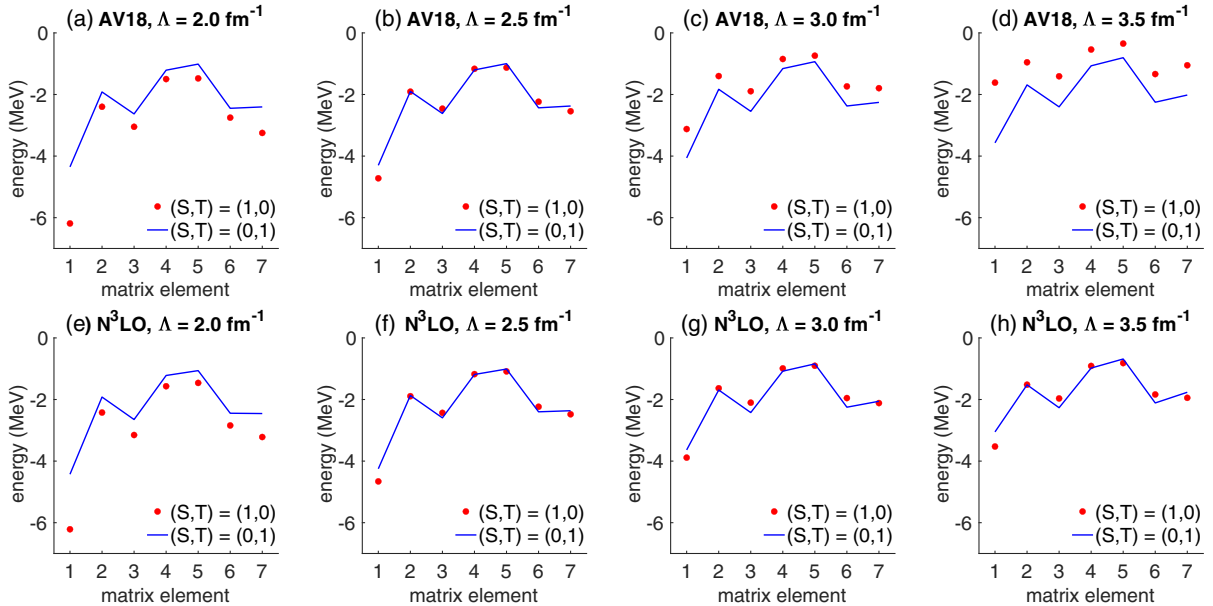 (a) AV18, Λ = 2.0 fm⁻¹
0
-2
-4
-6
energy (MeV)
(S,T) = (1,0)
(S,T) = (0,1)
1 2 3 4 5 6 7
matrix element
(b) AV18, Λ = 2.5 fm⁻¹
0
-2
-4
-6
energy (MeV)
(S,T) = (1,0)
(S,T) = (0,1)
1 2 3 4 5 6 7
matrix element
(c) AV18, Λ = 3.0 fm⁻¹
0
-2
-4
-6
energy (MeV)
(S,T) = (1,0)
(S,T) = (0,1)
1 2 3 4 5 6 7
matrix element
(d) AV18, Λ = 3.5 fm⁻¹
0
-2
-4
-6
energy (MeV)
(S,T) = (1,0)
(S,T) = (0,1)
1 2 3 4 5 6 7
matrix element
(e) N³LO, Λ = 2.0 fm⁻¹
0
-2
-4
-6
energy (MeV)
(S,T) = (1,0)
(S,T) = (0,1)
1 2 3 4 5 6 7
matrix element
(f) N³LO, Λ = 2.5 fm⁻¹
0
-2
-4
-6
energy (MeV)
(S,T) = (1,0)
(S,T) = (0,1)
1 2 3 4 5 6 7
matrix element
(g) N³LO, Λ = 3.0 fm⁻¹
0
-2
-4
-6
energy (MeV)
(S,T) = (1,0)
(S,T) = (0,1)
1 2 3 4 5 6 7
matrix element
(h) N³LO, Λ = 3.5 fm⁻¹
0
-2
-4
-6
energy (MeV)
(S,T) = (1,0)
(S,T) = (0,1)
1 2 3 4 5 6 7
matrix element